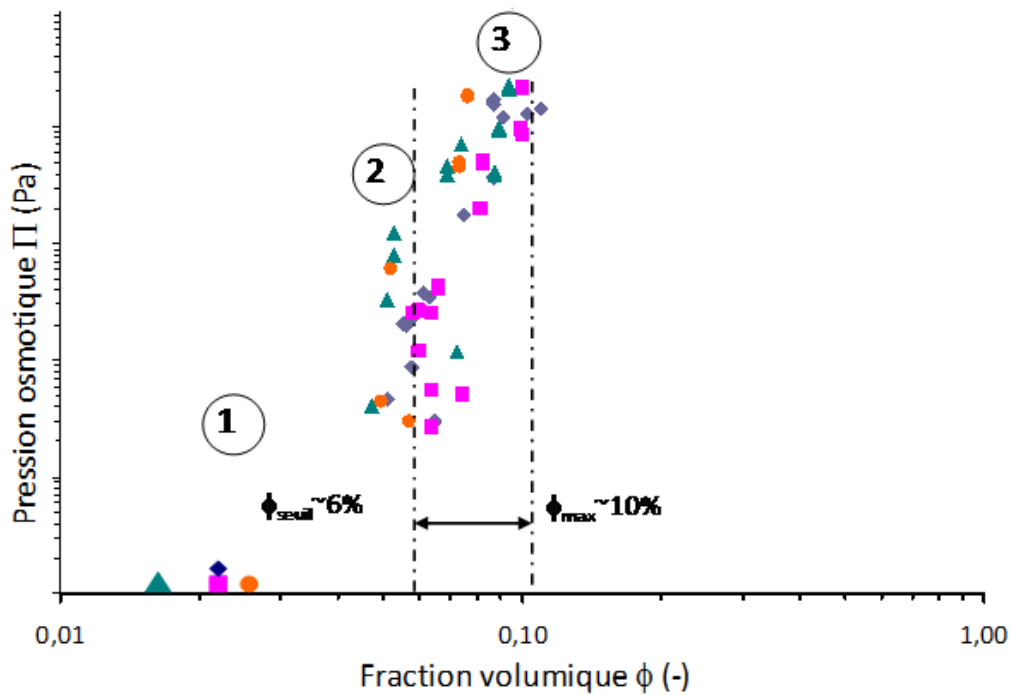 3
2
Pression osmotique Π (Pa)
1
ϕseuil~6%
ϕmax~10%
0,01
0,10
1,00
Fraction volumique ϕ (-)